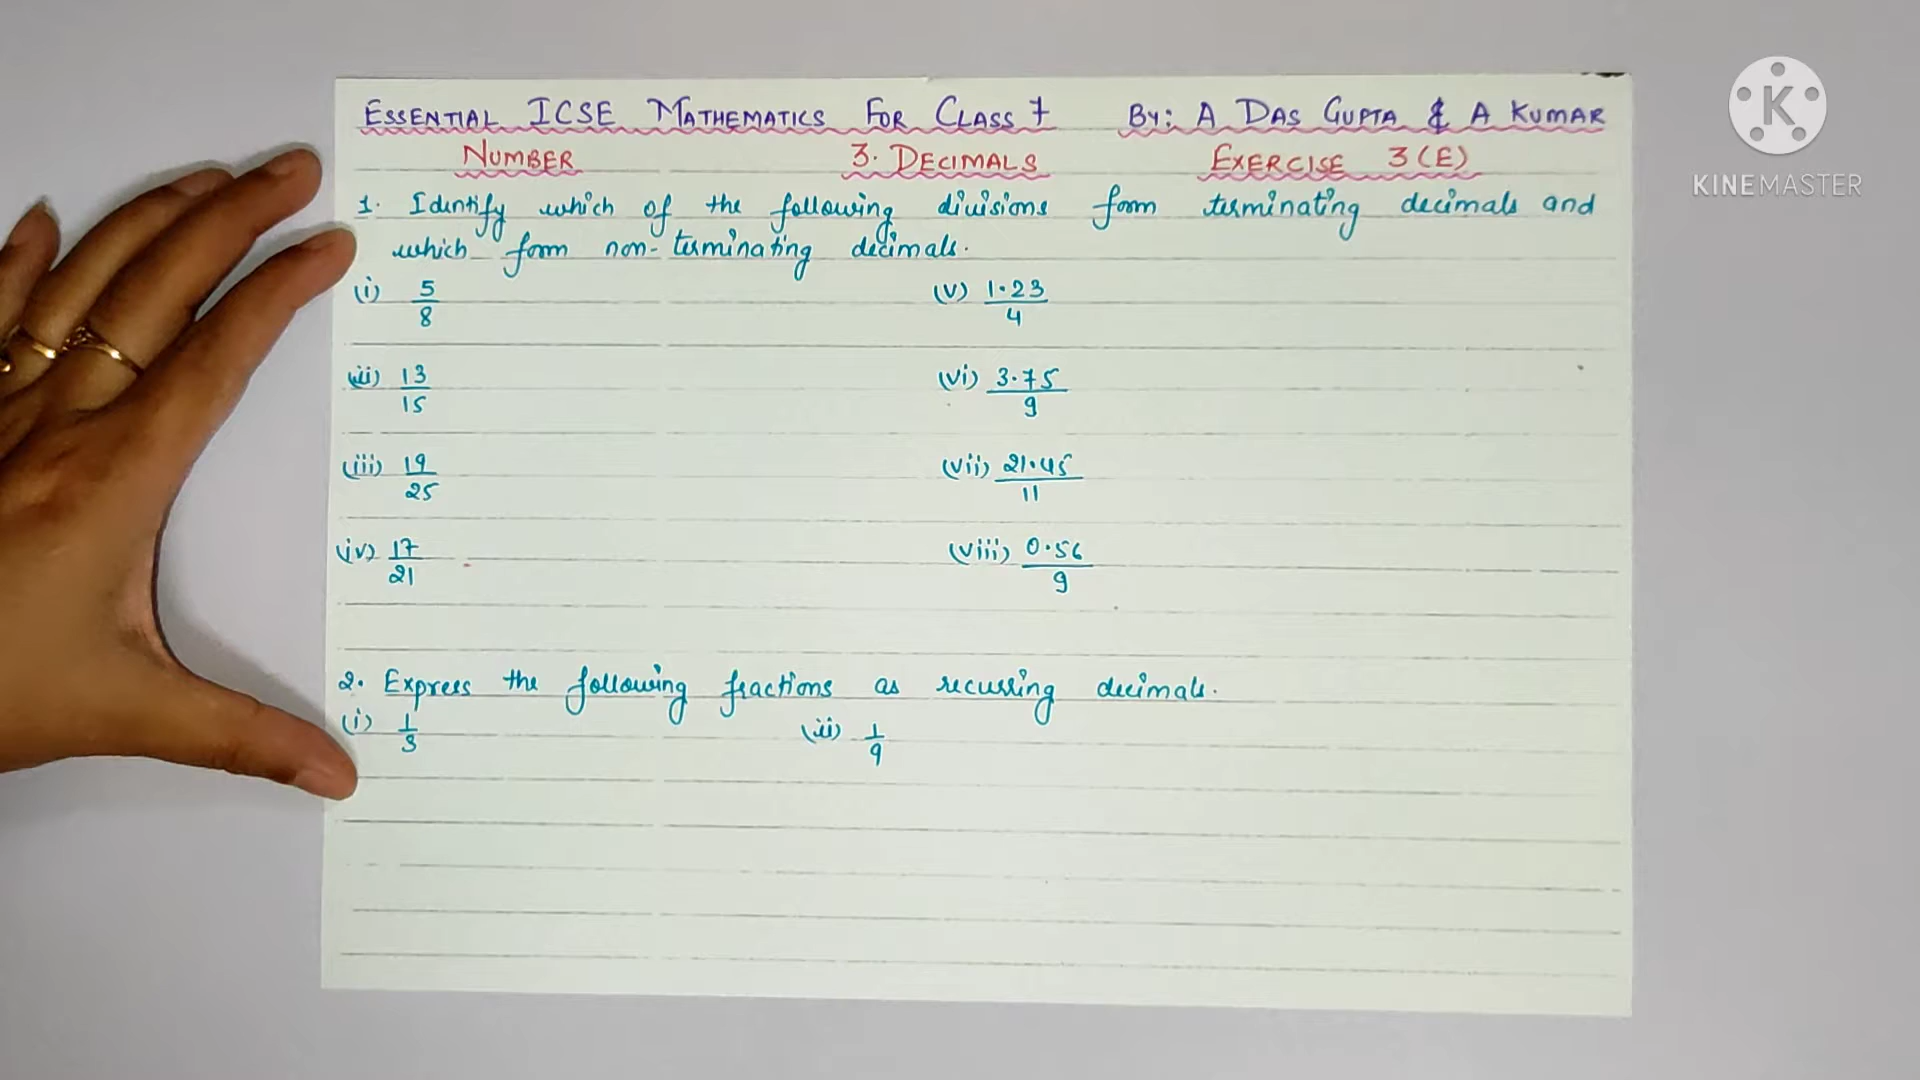 ESSENTIAL ICSE MATHEMATICS FOR CLASS 7 BY: A DAS GUPTA & A KUMAR
NUMBER 3. DECIMALS EXERCISE 3(E)
1. Identify which of the following divisions form terminating decimals and
which form non-terminating decimals.
(i) 5/8 (v) 1.23/4
(ii) 13/15 (vi) 3.75/9
(iii) 19/25 (vii) 21.45/11
(iv) 17/21 (viii) 0.56/9
2. Express the following fractions as recurring decimals.
(i) 1/3 (ii) 1/9
K
KINEMASTER